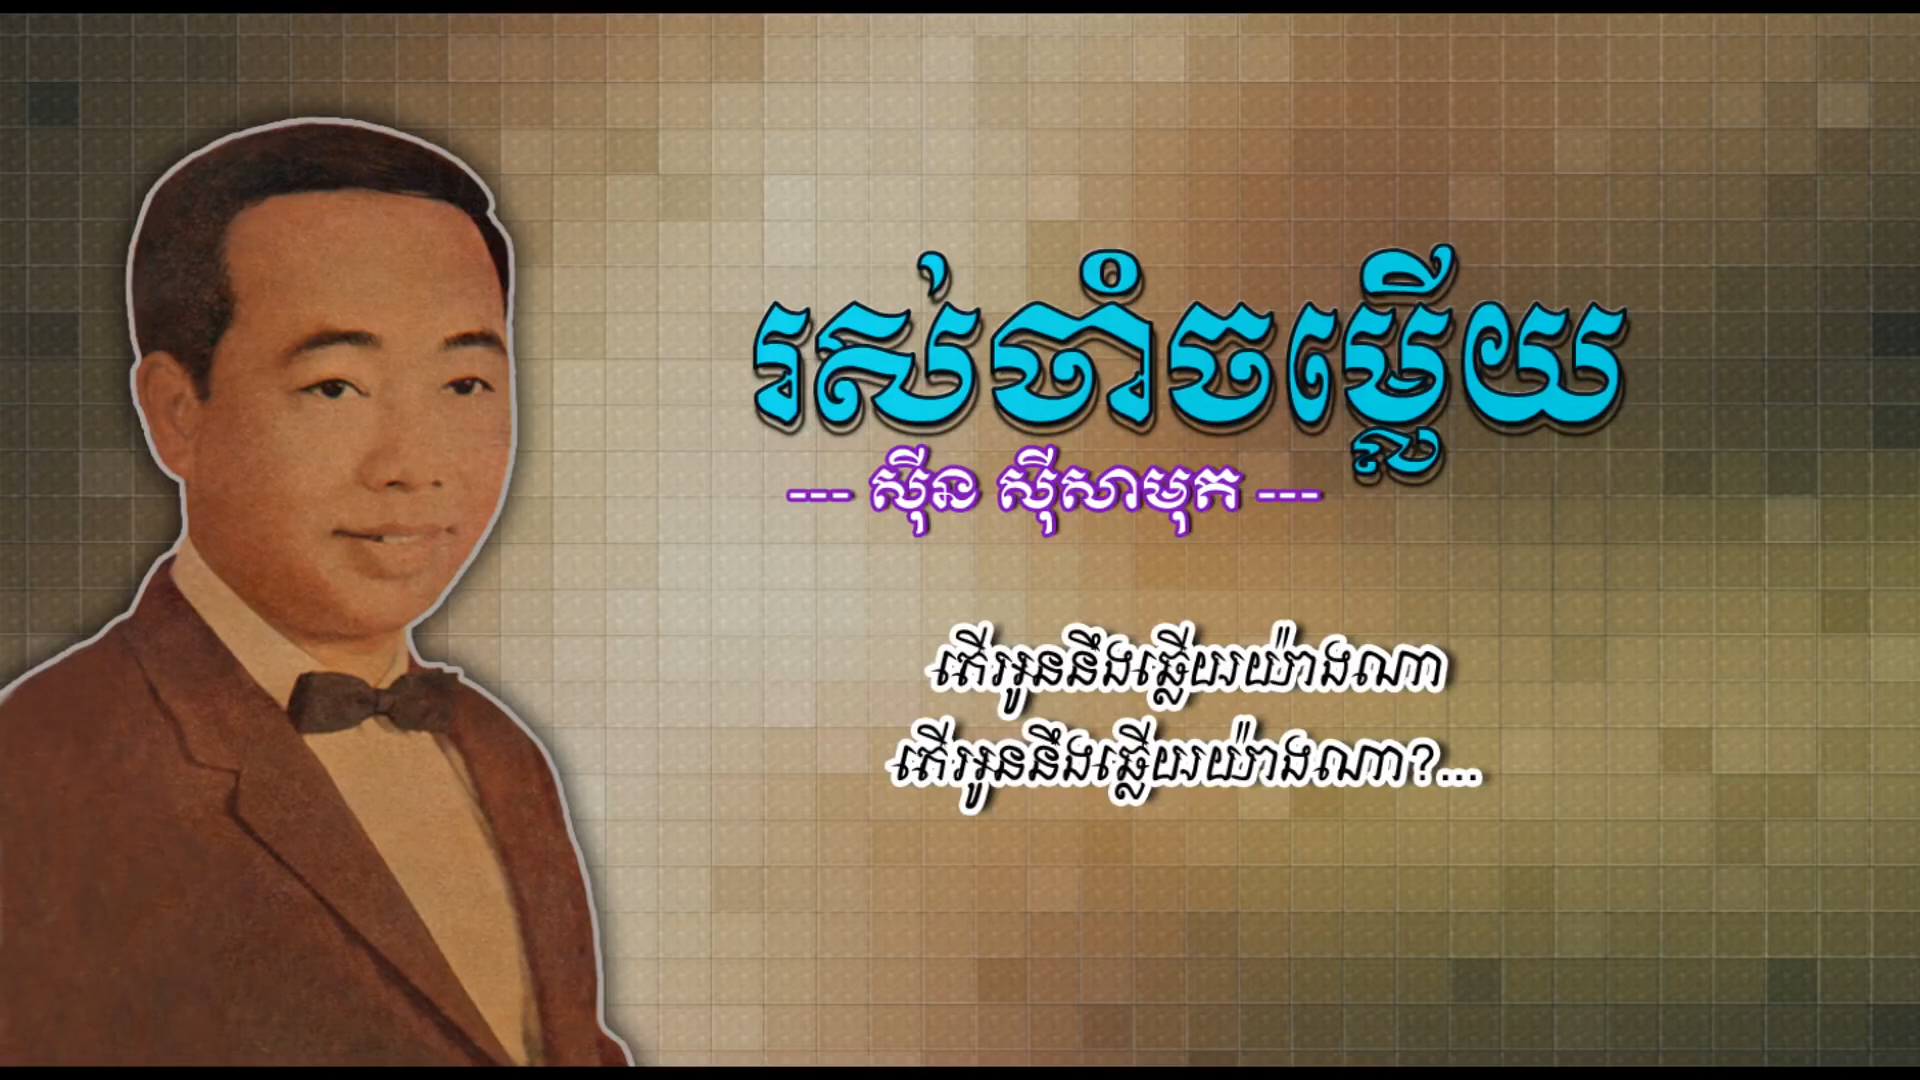 រស់ចាំចម្លើយ
--- ស៊ីន ស៊ីសាមុត ---
តើអូននឹងឆ្លើយយ៉ាងណា
តើអូននឹងឆ្លើយយ៉ាងណា?...